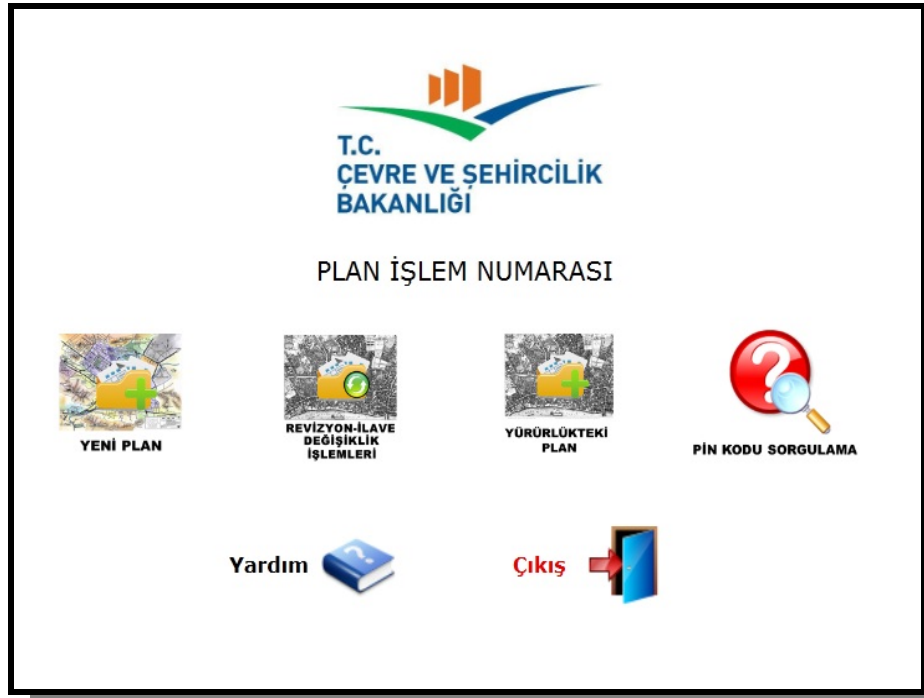 T.C.
ÇEVRE VE ŞEHİRCİLİK
BAKANLIĞI
PLAN İŞLEM NUMARASI
YENİ PLAN
REVİZYON-İLAVE
DEĞİŞİKLİK
İŞLEMLERİ
YÜRÜRLÜKTEKİ
PLAN
PİN KODU SORGULAMA
Yardım
Çıkış